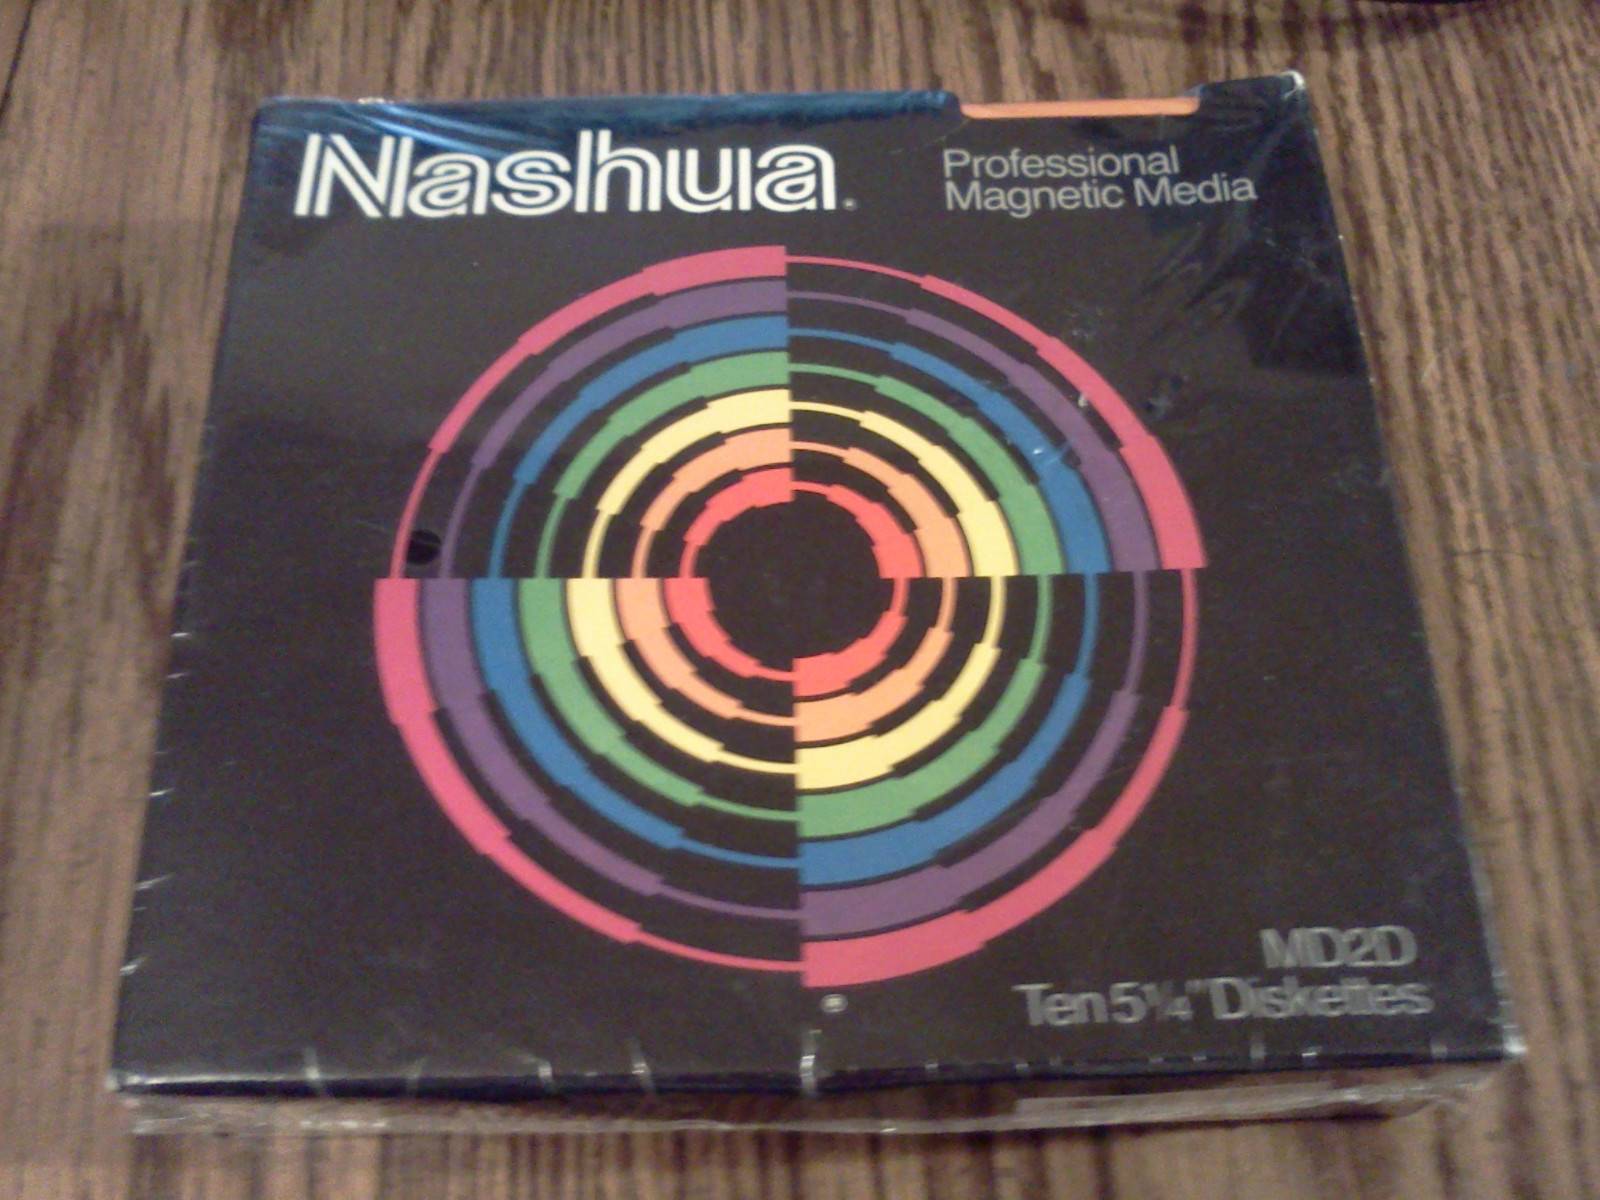 Nashua®
Professional
Magnetic Media
MD2D
Ten 5¼" Diskettes
®